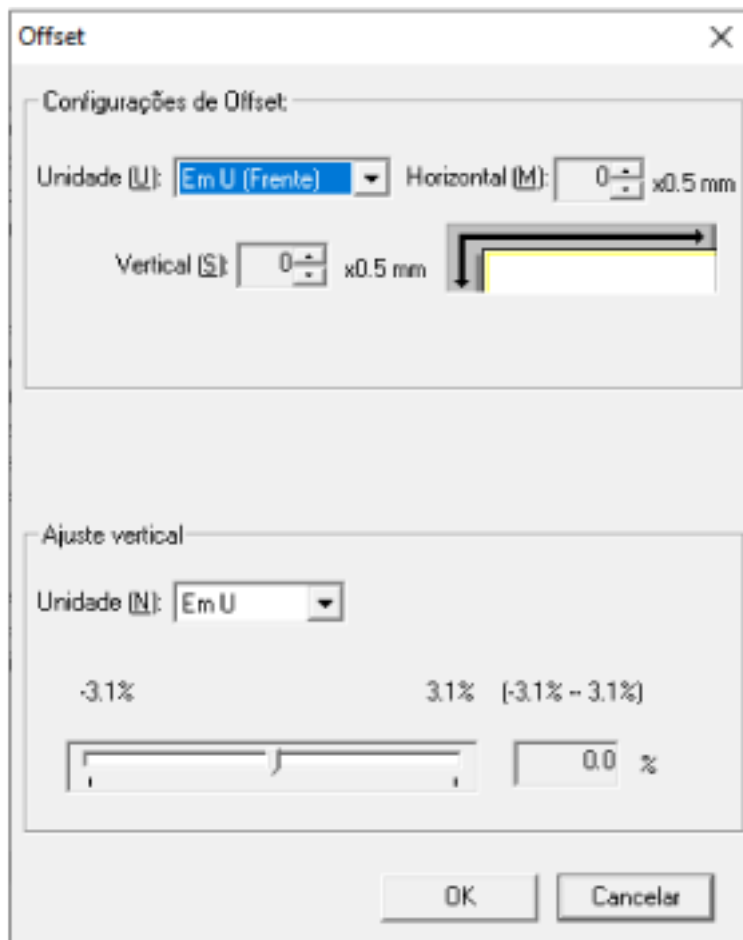 Offset
Configurações de Offset:
Unidade (U): Em U (Frente) Horizontal (M): 0 x0.5 mm
Vertical (S): 0 x0.5 mm
Ajuste vertical
Unidade (N): Em U
-3.1% 3.1% (-3.1% -- 3.1%)
0.0 %
OK Cancelar